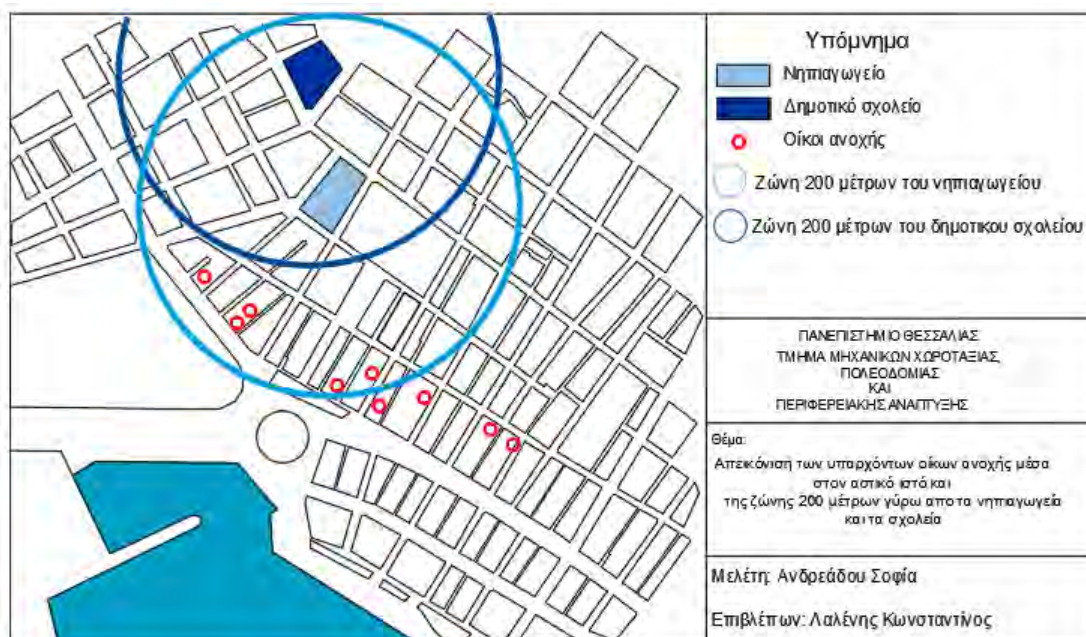 Υπόμνημα
Νηπιαγωγείο
Δημοτικό σχολείο
Οίκοι ανοχής
Ζώνη 200 μέτρων του νηπιαγωγείου
Ζώνη 200 μέτρων του δημοτικου σχολείου
ΠΑΝΕΠΙΣΤΗΜΙΟ ΘΕΣΣΑΛΙΑΣ
ΤΜΗΜΑ ΜΗΧΑΝΙΚΩΝ ΧΩΡΟΤΑΞΙΑΣ,
ΠΟΛΕΟΔΟΜΙΑΣ
ΚΑΙ
ΠΕΡΙΦΕΡΕΙΑΚΗΣ ΑΝΑΠΤΥΞΗΣ
Θέμα:
Απεικόνιση των υπαρχόντων οίκων ανοχής μέσα
στον αστικό ιστό και
της ζώνης 200 μέτρων γύρω απο τα νηπιαγωγεία
και τα σχολεία
Μελέτη: Ανδρεάδου Σοφία
Επιβλέπων: Λαλένης Κωνσταντίνος